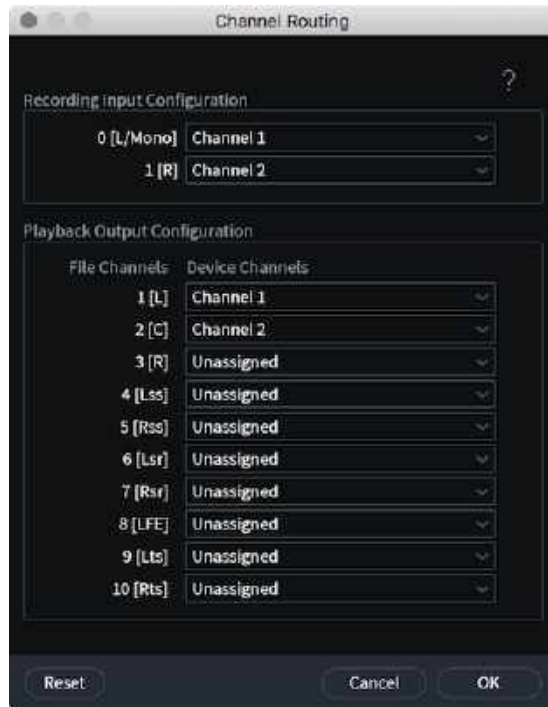 Channel Routing
?
Recording Input Configuration
0 [L/Mono] Channel 1
1 [R] Channel 2
Playback Output Configuration
File Channels Device Channels
1 [L] Channel 1
2 [C] Channel 2
3 [R] Unassigned
4 [Lss] Unassigned
5 [Rss] Unassigned
6 [Lsr] Unassigned
7 [Rsr] Unassigned
8 [LFE] Unassigned
9 [Lts] Unassigned
10 [Rts] Unassigned
Reset Cancel OK